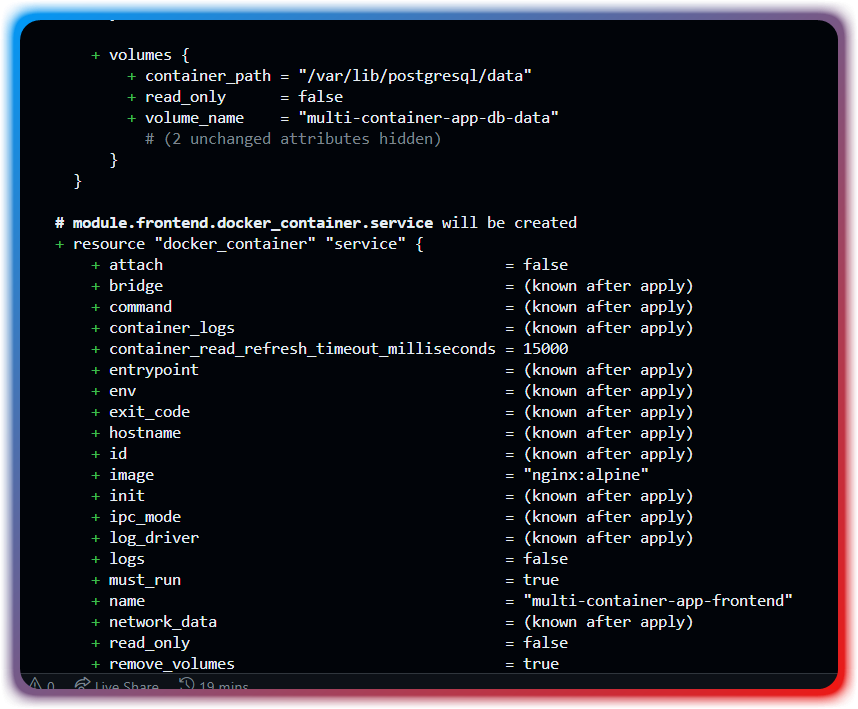 + volumes {
+ container_path = "/var/lib/postgresql/data"
+ read_only = false
+ volume_name = "multi-container-app-db-data"
# (2 unchanged attributes hidden)
}
}
# module.frontend.docker_container.service will be created
+ resource "docker_container" "service" {
+ attach = false
+ bridge = (known after apply)
+ command = (known after apply)
+ container_logs = (known after apply)
+ container_read_refresh_timeout_milliseconds = 15000
+ entrypoint = (known after apply)
+ env = (known after apply)
+ exit_code = (known after apply)
+ hostname = (known after apply)
+ id = (known after apply)
+ image = "nginx:alpine"
+ init = (known after apply)
+ ipc_mode = (known after apply)
+ log_driver = (known after apply)
+ logs = false
+ must_run = true
+ name = "multi-container-app-frontend"
+ network_data = (known after apply)
+ read_only = false
+ remove_volumes = true
0 Live Share 19 mins